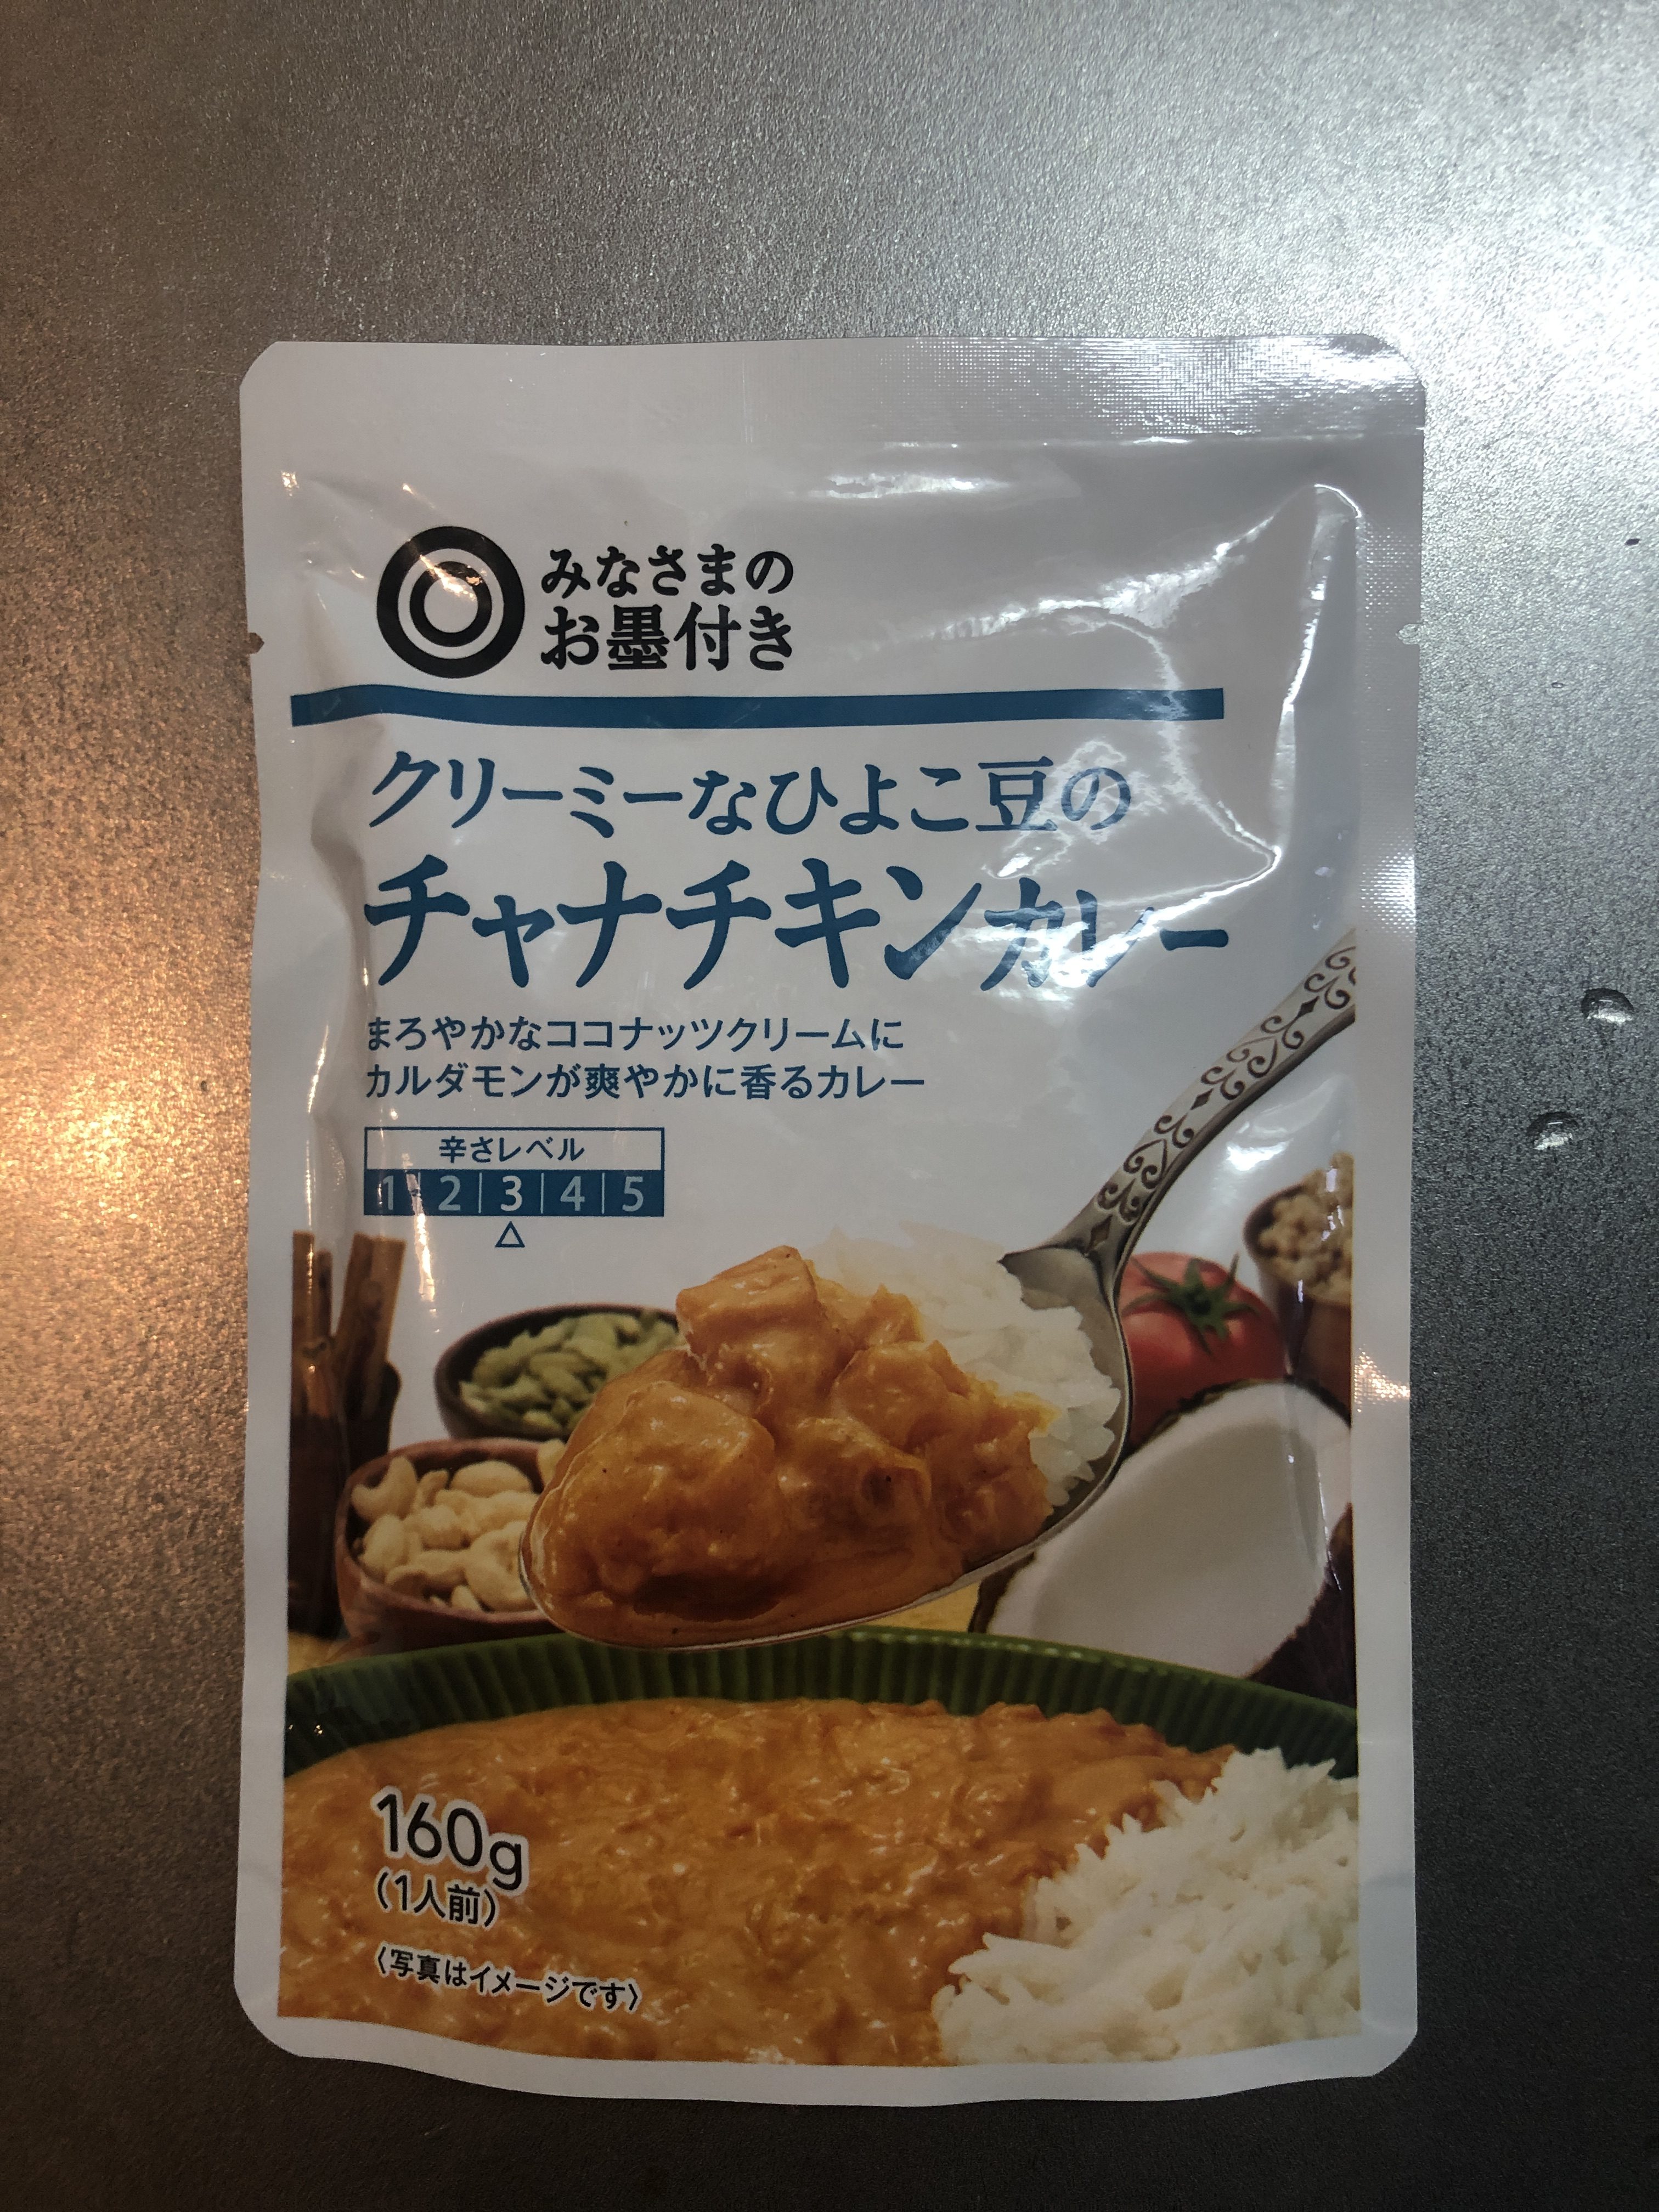 みなさまの
お墨付き
クリーミーなひよこ豆の
チャナチキンカレー
まろやかなココナッツクリームに
カルダモンが爽やかに香るカレー
辛さレベル
1 2 3 4 5
△
160g
(1人前)
〈写真はイメージです〉